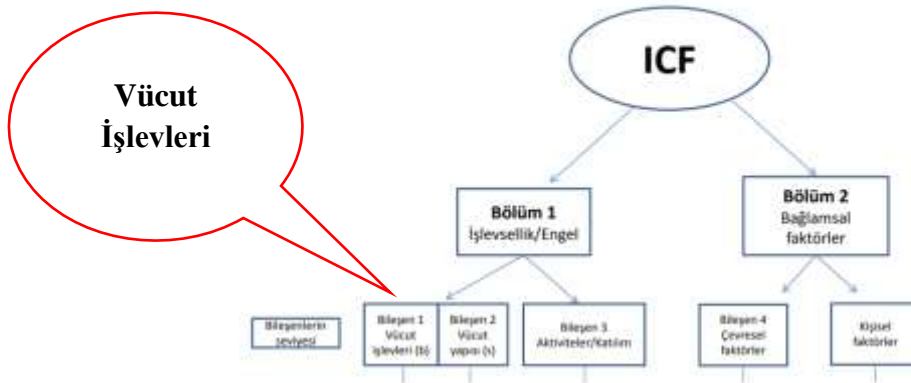 ICF
Vücut
İşlevleri
Bölüm 1
İşlevsellik/Engel
Bölüm 2
Bağlamsal
faktörler
Bileşenlerin
seviyesi
Bileşen 1
Vücut
işlevleri (b)
Bileşen 2
Vücut
yapısı (s)
Bileşen 3
Aktiviteler/Katılım
Bileşen 4
Çevresel
faktörler
Kişisel
faktörler